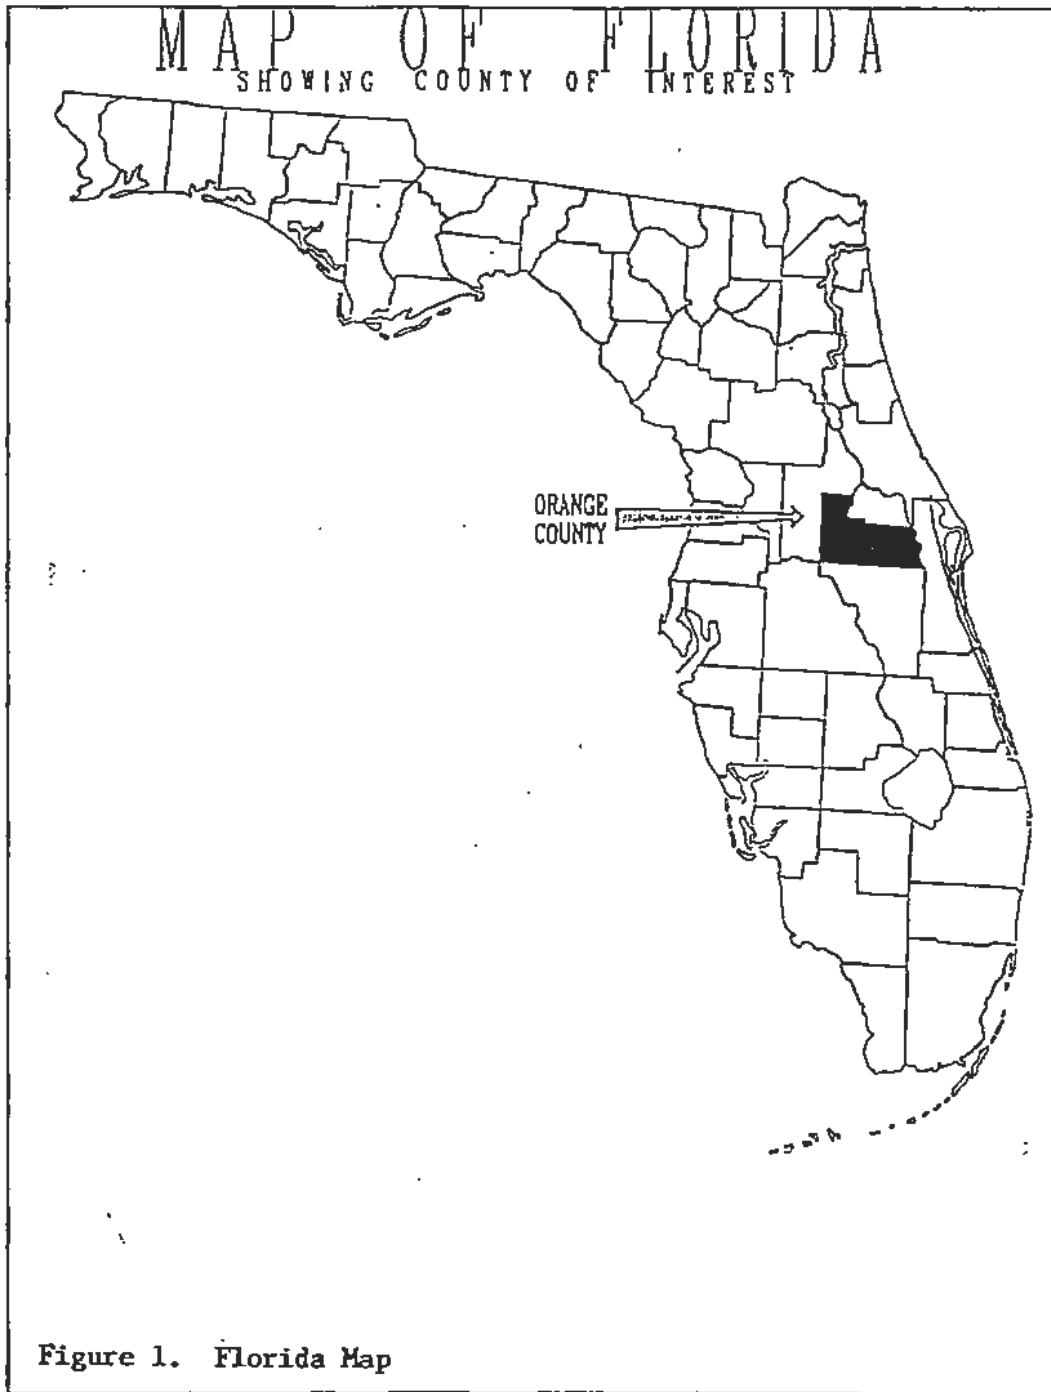 MAP OF FLORIDA
SHOWING COUNTY OF INTEREST
ORANGE
COUNTY
Figure 1. Florida Map